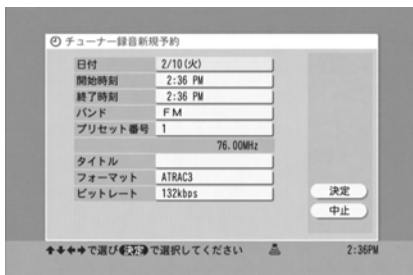 チューナー録音新規予約
日付 2/10(火)
開始時刻 2:36 PM
終了時刻 2:36 PM
バンド FM
プリセット番号 1
76.00MHz
タイトル
フォーマット ATRAC3
ビットレート 132kbps
決定
中止
↑↓←→で選び決定で選択してください 2:36PM